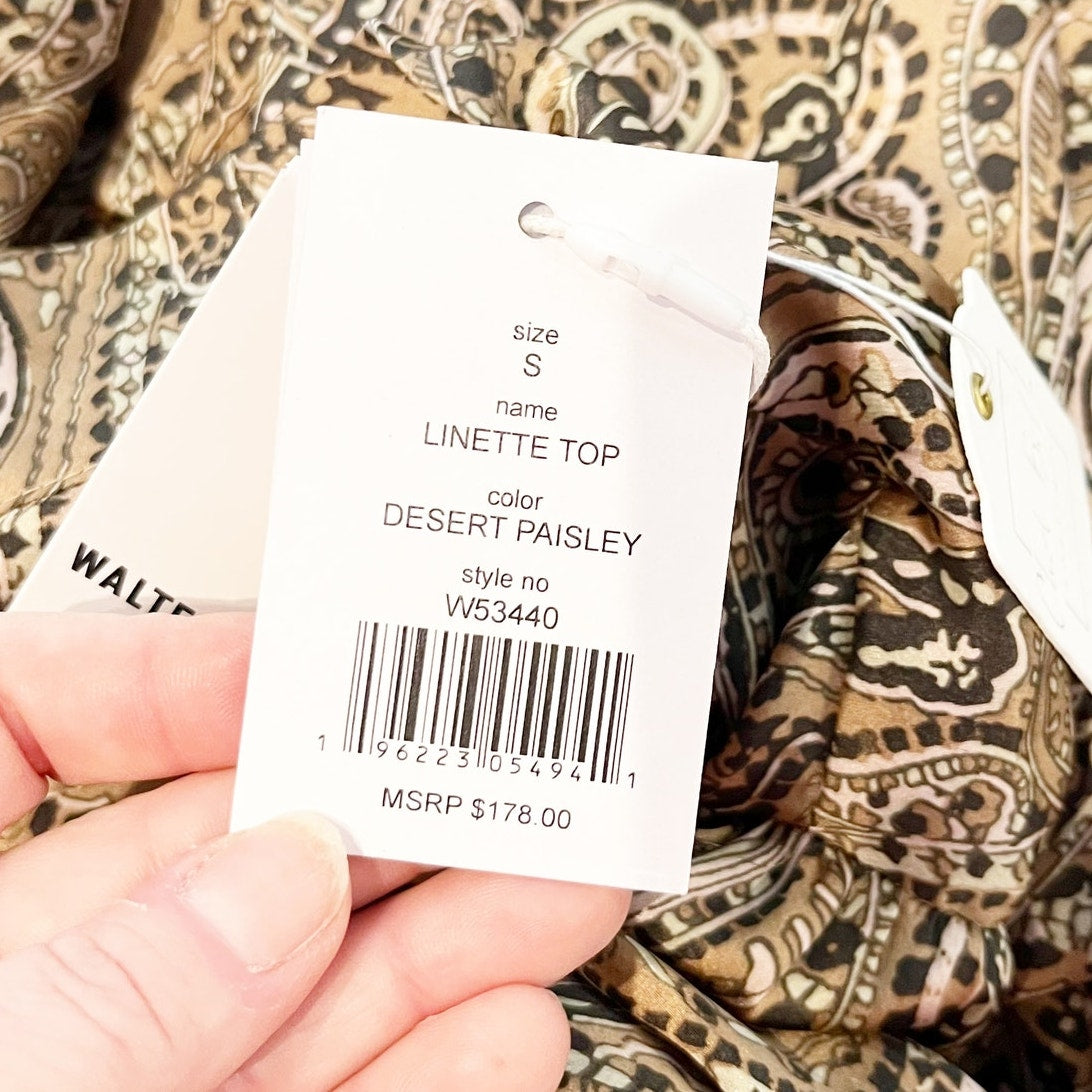 size
S
name
LINETTE TOP
color
DESERT PAISLEY
style no
W53440
1 96223 05494 1
MSRP $178.00
WALTE